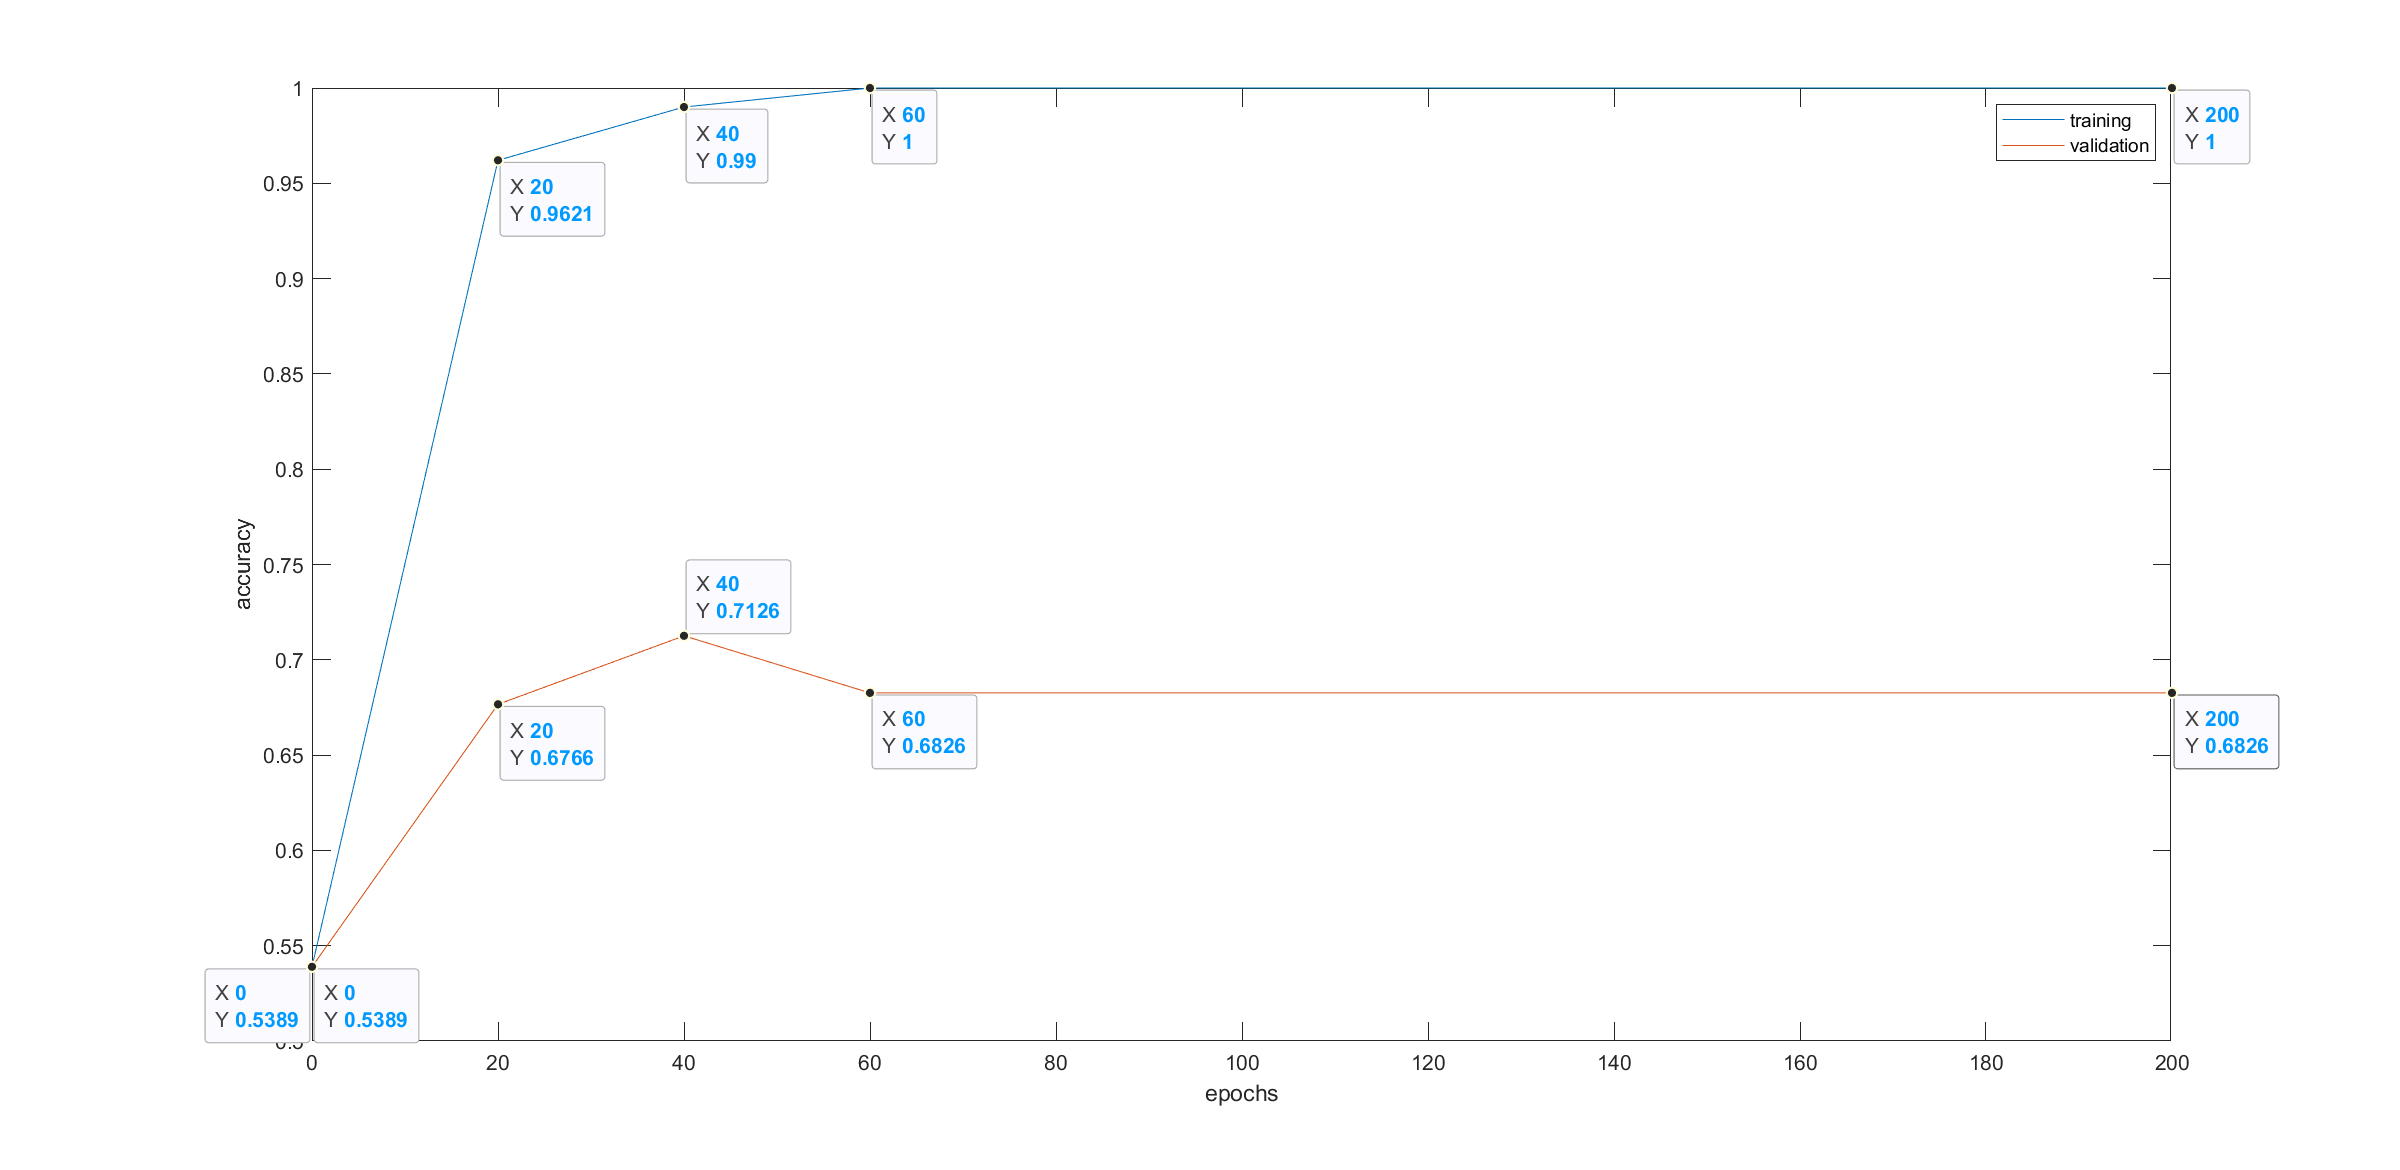 1
0.95
0.9
0.85
0.8
0.75
0.7
0.65
0.6
0.55
0.5
accuracy
X 20
Y 0.9621
X 40
Y 0.99
X 60
Y 1
training
validation
X 200
Y 1
X 40
Y 0.7126
X 20
Y 0.6766
X 60
Y 0.6826
X 200
Y 0.6826
X 0
Y 0.5389
X 0
Y 0.5389
0 20 40 60 80 100 120 140 160 180 200
epochs